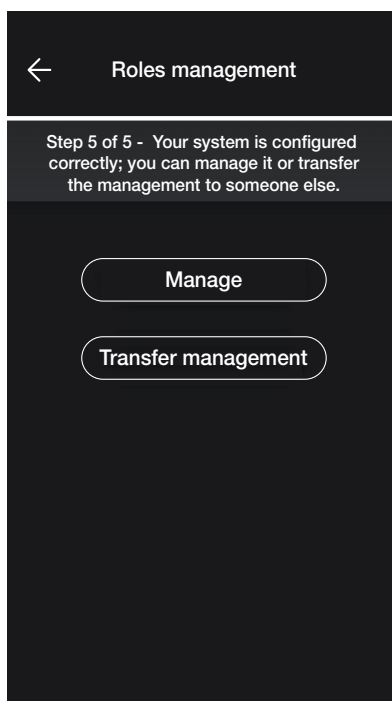 Roles management
Step 5 of 5 - Your system is configured
correctly; you can manage it or transfer
the management to someone else.
Manage
Transfer management